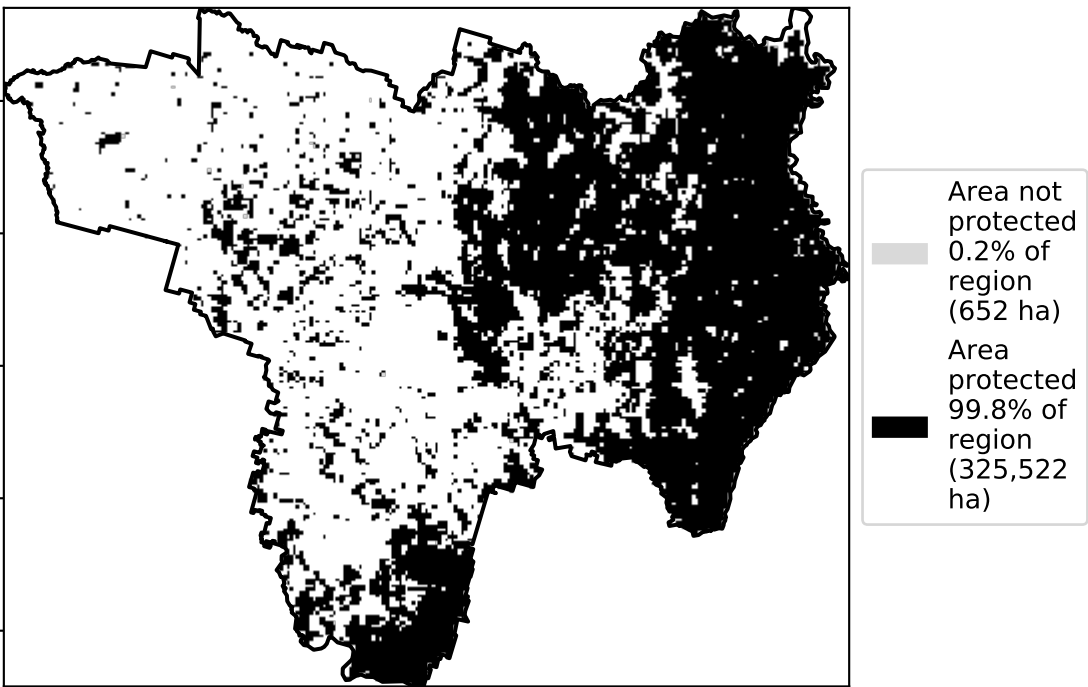 Area not
protected
0.2% of
region
(652 ha)
Area
protected
99.8% of
region
(325,522
ha)